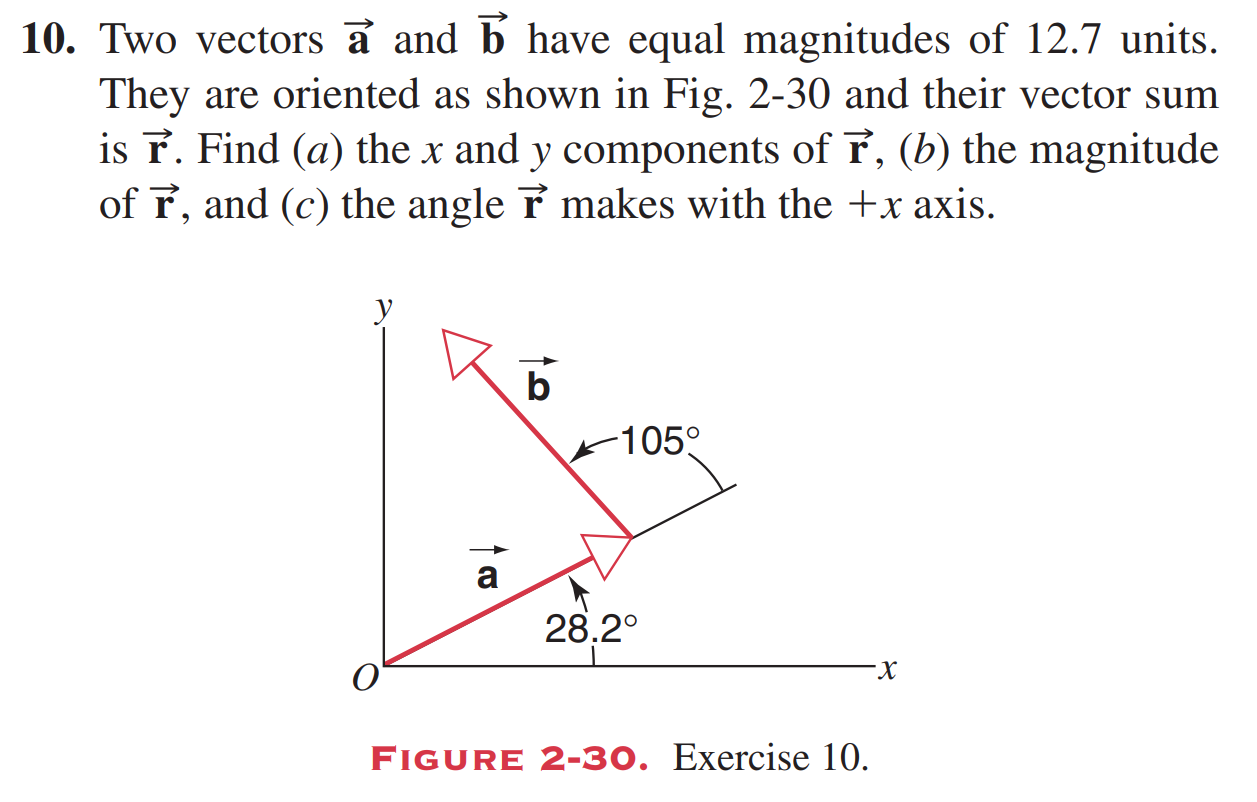 10. Two vectors a⃗ and b⃗ have equal magnitudes of 12.7 units.
They are oriented as shown in Fig. 2-30 and their vector sum
is r⃗. Find (a) the x and y components of r⃗, (b) the magnitude
of r⃗, and (c) the angle r⃗ makes with the +x axis.
y
b⃗
105°
a⃗
28.2°
O
x
FIGURE 2-30. Exercise 10.